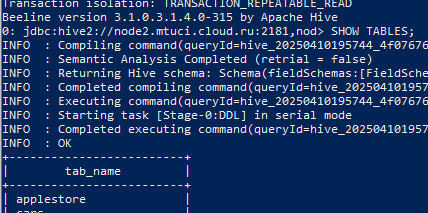 Transaction isolation: TRANSACTION_REPEATABLE_READ
Beeline version 3.1.0.3.1.4.0-315 by Apache Hive
0: jdbc:hive2://node2.mtuci.cloud.ru:2181,nod> SHOW TABLES;
INFO  : Compiling command(queryId=hive_20250410195744_4f07676
INFO  : Semantic Analysis Completed (retrial = false)
INFO  : Returning Hive schema: Schema(fieldSchemas:[FieldSche
INFO  : Completed compiling command(queryId=hive_202504101957
INFO  : Executing command(queryId=hive_20250410195744_4f07676
INFO  : Starting task [Stage-0:DDL] in serial mode
INFO  : Completed executing command(queryId=hive_202504101957
INFO  : OK
+-------------------------+
|        tab_name         |
+-------------------------+
| applestore              |